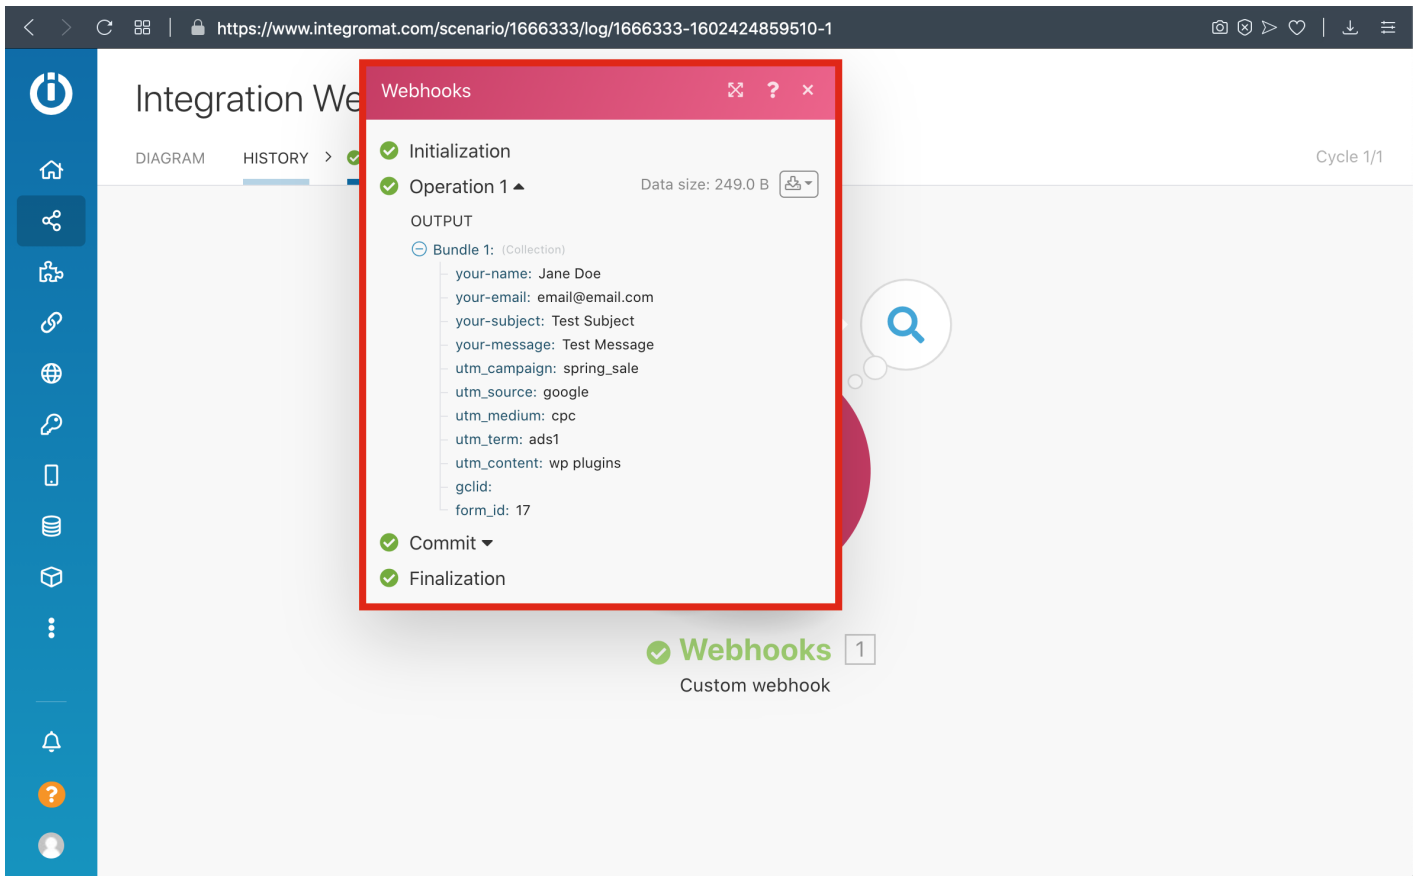 https://www.integromat.com/scenario/1666333/log/1666333-1602424859510-1
Integration We
DIAGRAM HISTORY >
Cycle 1/1
Webhooks
Initialization
Operation 1 Data size: 249.0 B
OUTPUT
Bundle 1: (Collection)
your-name: Jane Doe
your-email: email@email.com
your-subject: Test Subject
your-message: Test Message
utm_campaign: spring_sale
utm_source: google
utm_medium: cpc
utm_term: ads1
utm_content: wp plugins
gclid:
form_id: 17
Commit
Finalization
Webhooks 1
Custom webhook